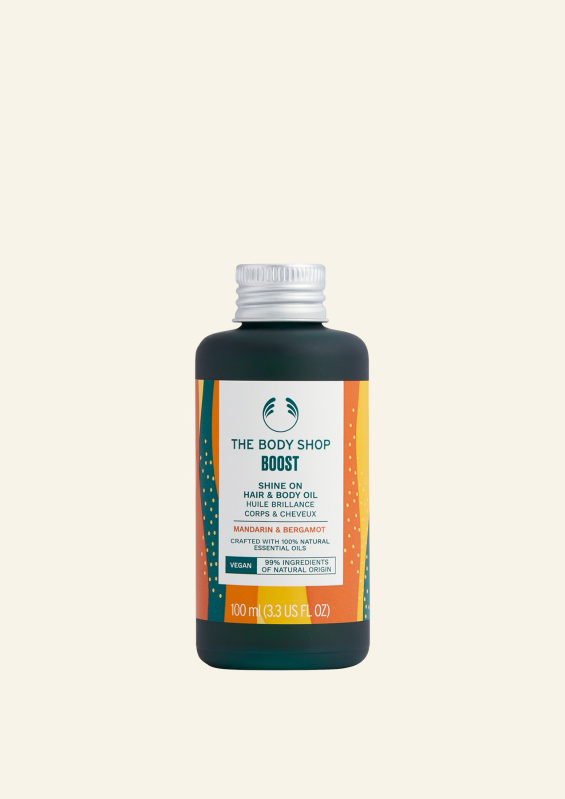 THE BODY SHOP
BOOST
SHINE ON
HAIR & BODY OIL
HUILE BRILLANCE
CORPS & CHEVEUX
MANDARIN & BERGAMOT
CRAFTED WITH 100% NATURAL
ESSENTIAL OILS
VEGAN
99% INGREDIENTS
OF NATURAL ORIGIN
100 ml (3.3 US FL OZ)